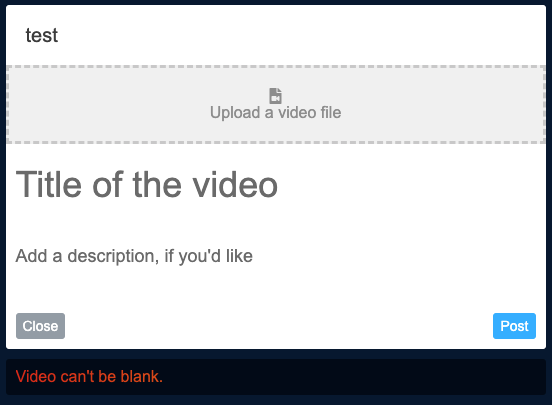 test
Upload a video file
Title of the video
Add a description, if you'd like
Close
Post
Video can't be blank.